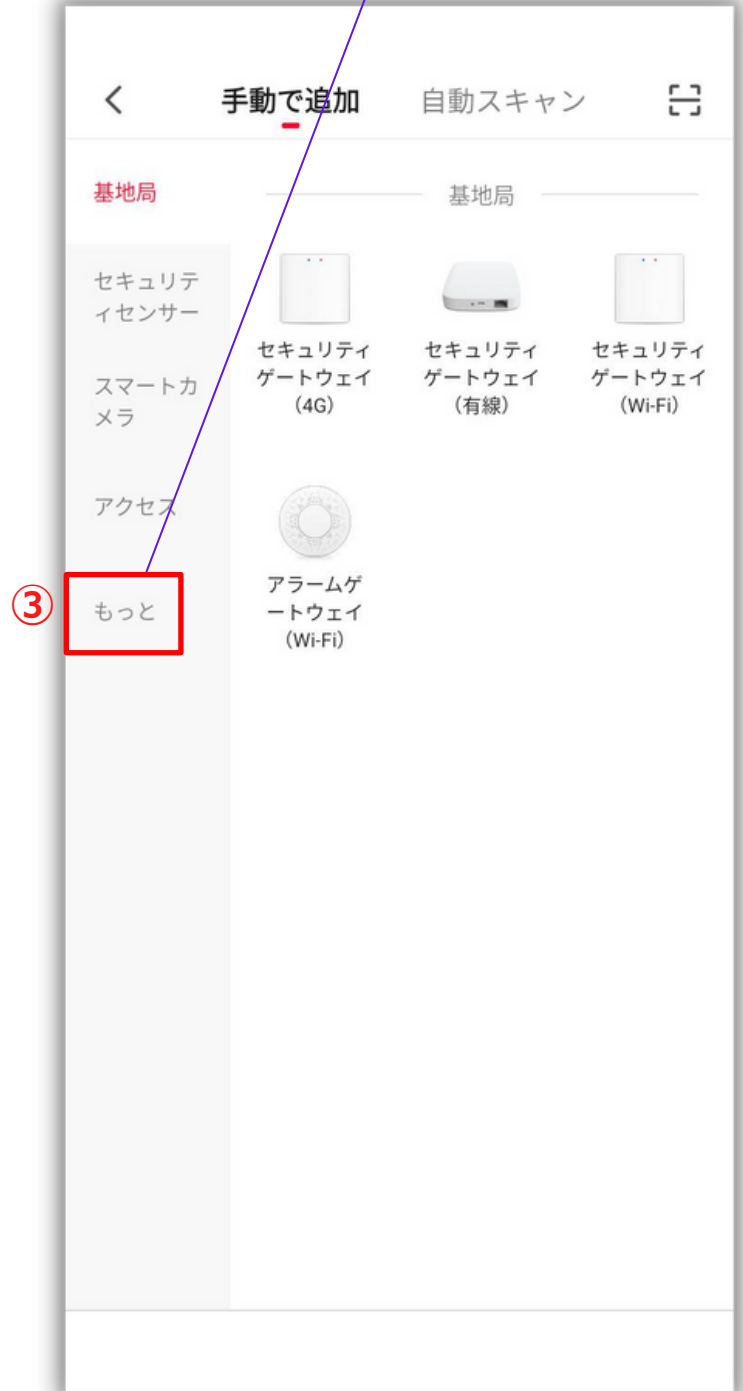 手動で追加
自動スキャン
基地局
セキュリテ
ィセンサー
スマートカ
メラ
アクセス
③
もっと
基地局
セキュリティ
ゲートウェイ
（4G）
セキュリティ
ゲートウェイ
（有線）
セキュリティ
ゲートウェイ
（Wi-Fi）
アラームゲ
ートウェイ
（Wi-Fi）